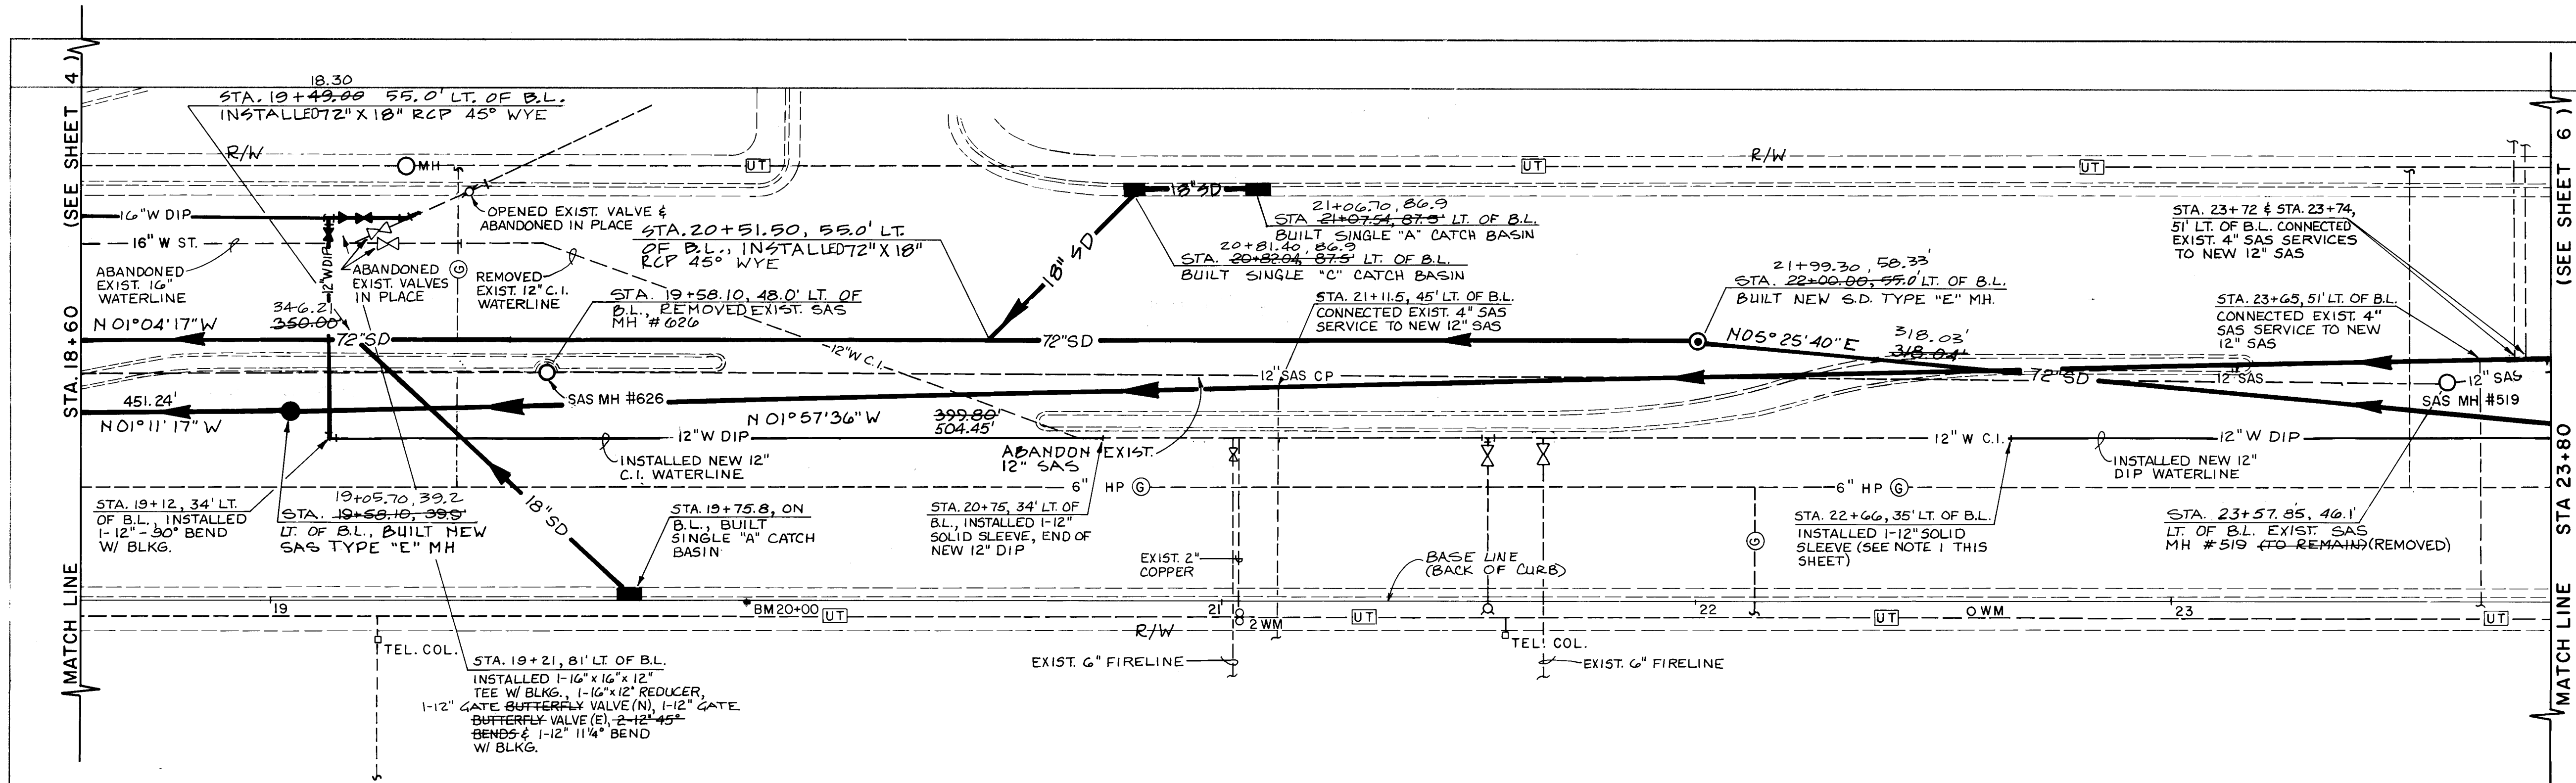 MATCH LINE STA. 18+60 (SEE SHEET 4)
18.30
STA. 19+49.00 55.0' LT. OF B.L.
INSTALLED 72" X 18" RCP 45° WYE
R/W
MH
UT
UT
R/W
UT
16" W DIP
16" W ST.
ABANDONED
EXIST. 16"
WATERLINE
12" W DIP
ABANDONED
EXIST. VALVES
IN PLACE
G
OPENED EXIST. VALVE &
ABANDONED IN PLACE
REMOVED
EXIST. 12" C.I.
WATERLINE
STA. 20+51.50, 55.0' LT.
OF B.L., INSTALLED 72" X 18"
RCP 45° WYE
STA. 19+58.10, 48.0' LT. OF
B.L., REMOVED EXIST. SAS
MH #626
18" SD
18" SD
21+06.70, 86.9
STA 21+07.54, 87.5' LT. OF B.L.
BUILT SINGLE "A" CATCH BASIN
20+81.40, 86.9
STA. 20+82.04, 87.5' LT. OF B.L.
BUILT SINGLE "C" CATCH BASIN
STA. 21+11.5, 45' LT. OF B.L.
CONNECTED EXIST. 4" SAS
SERVICE TO NEW 12" SAS
21+99.30, 58.33'
STA. 22+00.00, 55.0' LT. OF B.L.
BUILT NEW S.D. TYPE "E" MH.
STA. 23+72 & STA. 23+74,
51' LT. OF B.L. CONNECTED
EXIST. 4" SAS SERVICES
TO NEW 12" SAS
STA. 23+65, 51' LT. OF B.L.
CONNECTED EXIST. 4"
SAS SERVICE TO NEW
12" SAS
346.21
350.00'
N 01°04'17" W
72" SD
12" W C.I.
72" SD
N05°25'40"E
318.03'
318.04'
72" SD
12" SAS CP
12" SAS
12" SAS
SAS MH #519
451.24'
N 01°11'17" W
SAS MH #626
N 01°57'36" W
399.80'
504.45'
12" W DIP
INSTALLED NEW 12"
C.I. WATERLINE
ABANDON EXIST.
12" SAS
12" W C.I.
12" W DIP
INSTALLED NEW 12"
DIP WATERLINE
6" HP G
6" HP G
G
STA. 19+12, 34' LT.
OF B.L., INSTALLED
1-12" - 90° BEND
W/ BLKG.
19+05.70, 39.2
STA. 19+58.10, 39.9'
LT. OF B.L., BUILT NEW
SAS TYPE "E" MH
18" SD
STA. 19+75.8, ON
B.L., BUILT
SINGLE "A" CATCH
BASIN
STA. 20+75, 34' LT. OF
B.L., INSTALLED 1-12"
SOLID SLEEVE, END OF
NEW 12" DIP
EXIST. 2"
COPPER
BASE LINE
(BACK OF CURB)
STA. 22+66, 35' LT. OF B.L.
INSTALLED 1-12" SOLID
SLEEVE (SEE NOTE 1 THIS
SHEET)
STA. 23+57.85, 46.1'
LT. OF B.L. EXIST. SAS
MH #519 (TO REMAIN) (REMOVED)
19
BM 20+00
UT
21
2 WM
UT
22
UT
O WM
23
UT
R/W
TEL. COL.
TEL. COL.
EXIST. 6" FIRELINE
EXIST. 6" FIRELINE
STA. 19+21, 81' LT. OF B.L.
INSTALLED 1-16" x 16" x 12"
TEE W/ BLKG., 1-16" x 12" REDUCER,
1-12" GATE BUTTERFLY VALVE (N), 1-12" GATE
BUTTERFLY VALVE (E), 2-12" 45°
BENDS & 1-12" 11¼° BEND
W/ BLKG.
MATCH LINE STA 23+80 (SEE SHEET 6)